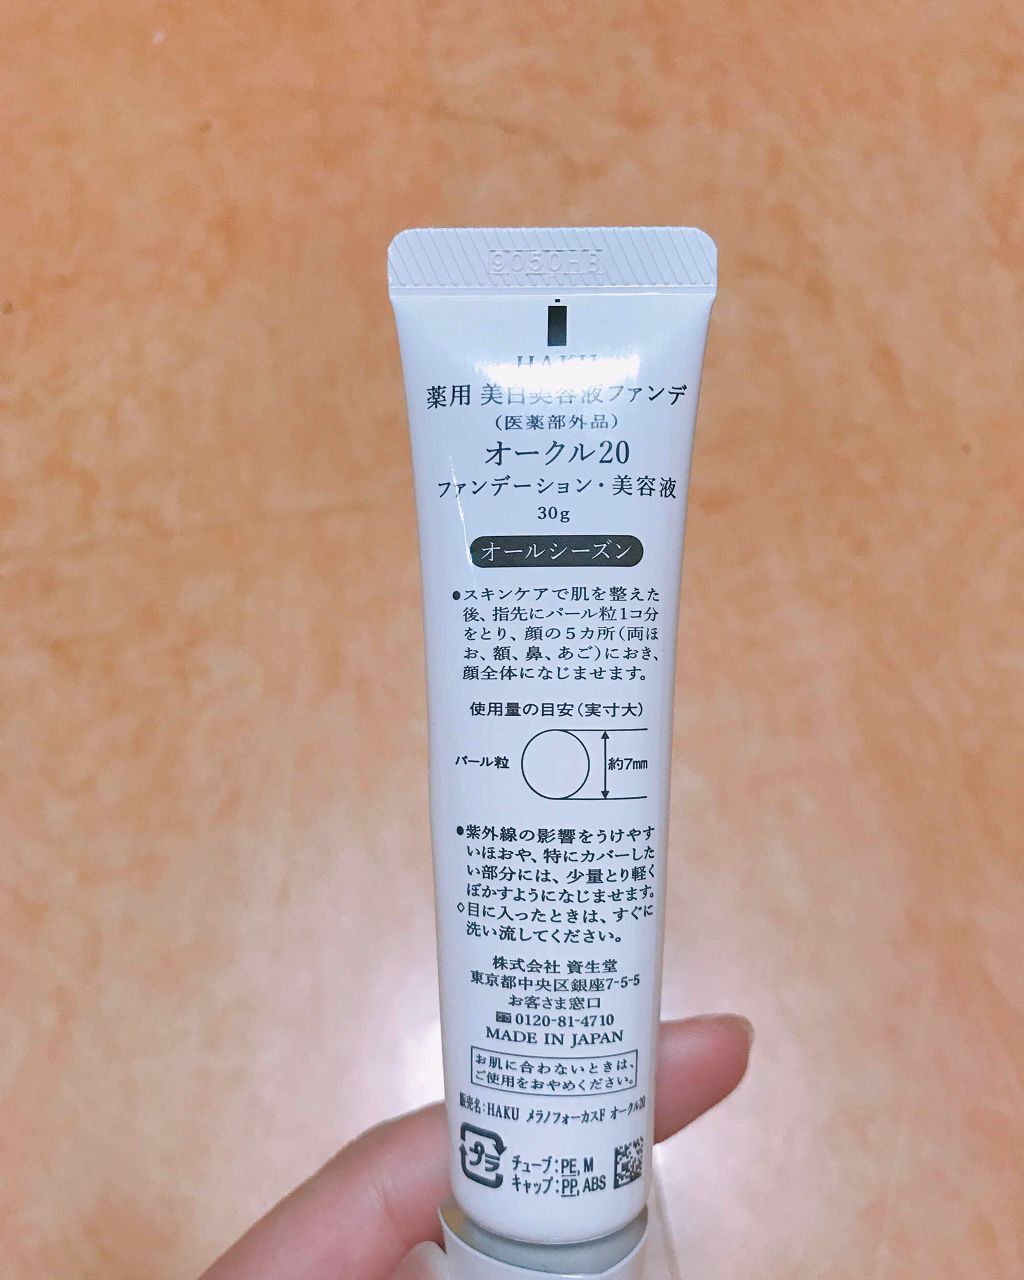 9050HB
HAKU
薬用 美白美容液ファンデ
(医薬部外品)
オークル20
ファンデーション・美容液
30g
オールシーズン
●スキンケアで肌を整えた
後、指先にパール粒1コ分
をとり、顔の5カ所(両ほ
お、額、鼻、あご)におき、
顔全体になじませます。
使用量の目安(実寸大)
パール粒
約7mm
●紫外線の影響をうけやす
いほおや、特にカバーした
い部分には、少量とり軽く
ぼかすようになじませます。
◇目に入ったときは、すぐに
洗い流してください。
株式会社 資生堂
東京都中央区銀座7-5-5
お客さま窓口
0120-81-4710
MADE IN JAPAN
お肌に合わないときは、
ご使用をおやめください。
販売名:HAKU メラノフォーカスF オークル20
プラ
チューブ:PE, M
キャップ:PP, ABS